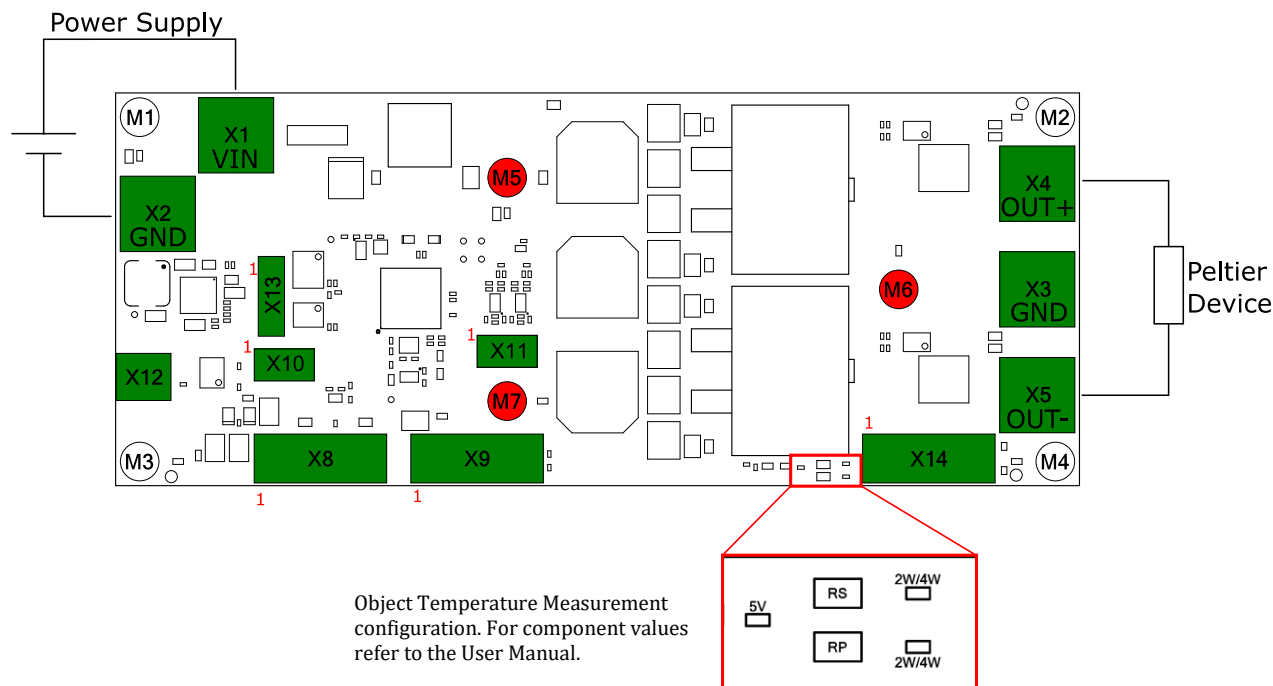 Power Supply
M1
X1
VIN
M2
M5
X4
OUT+
X2
GND
1
X13
M6
X3
GND
Peltier
Device
1
X10
1
X11
X12
M7
X5
OUT-
1
M3
X8
X9
X14
M4
1
1
Object Temperature Measurement
configuration. For component values
refer to the User Manual.
5V
RS
2W/4W
RP
2W/4W